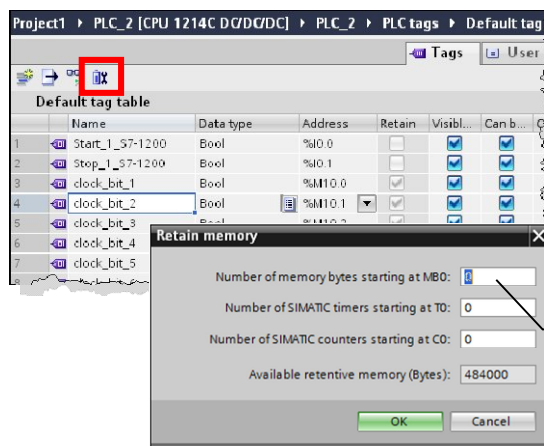 Project1 ▸ PLC_2 [CPU 1214C DC/DC/DC] ▸ PLC_2 ▸ PLC tags ▸ Default tag
Tags User
Default tag table
Name Data type Address Retain Visibl... Can b...
1 Start_1_S7-1200 Bool %I0.0
2 Stop_1_S7-1200 Bool %I0.1
3 clock_bit_1 Bool %M10.0
4 clock_bit_2 Bool %M10.1
5 clock_bit_3 Bool %M10.2
6 clock_bit_4
7 clock_bit_5
8
Retain memory
Number of memory bytes starting at MB0: 0
Number of SIMATIC timers starting at T0: 0
Number of SIMATIC counters starting at C0: 0
Available retentive memory (Bytes): 484000
OK Cancel